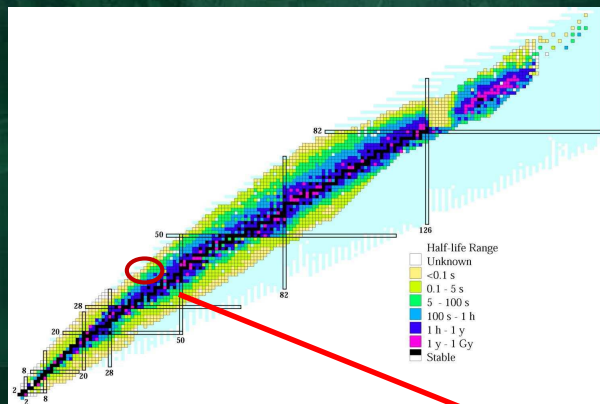 82
126
50
82
28
20
50
28
8
20
2
8
2
Half-life Range
Unknown
<0.1 s
0.1 - 5 s
5 - 100 s
100 s - 1 h
1 h - 1 y
1 y - 1 Gy
Stable